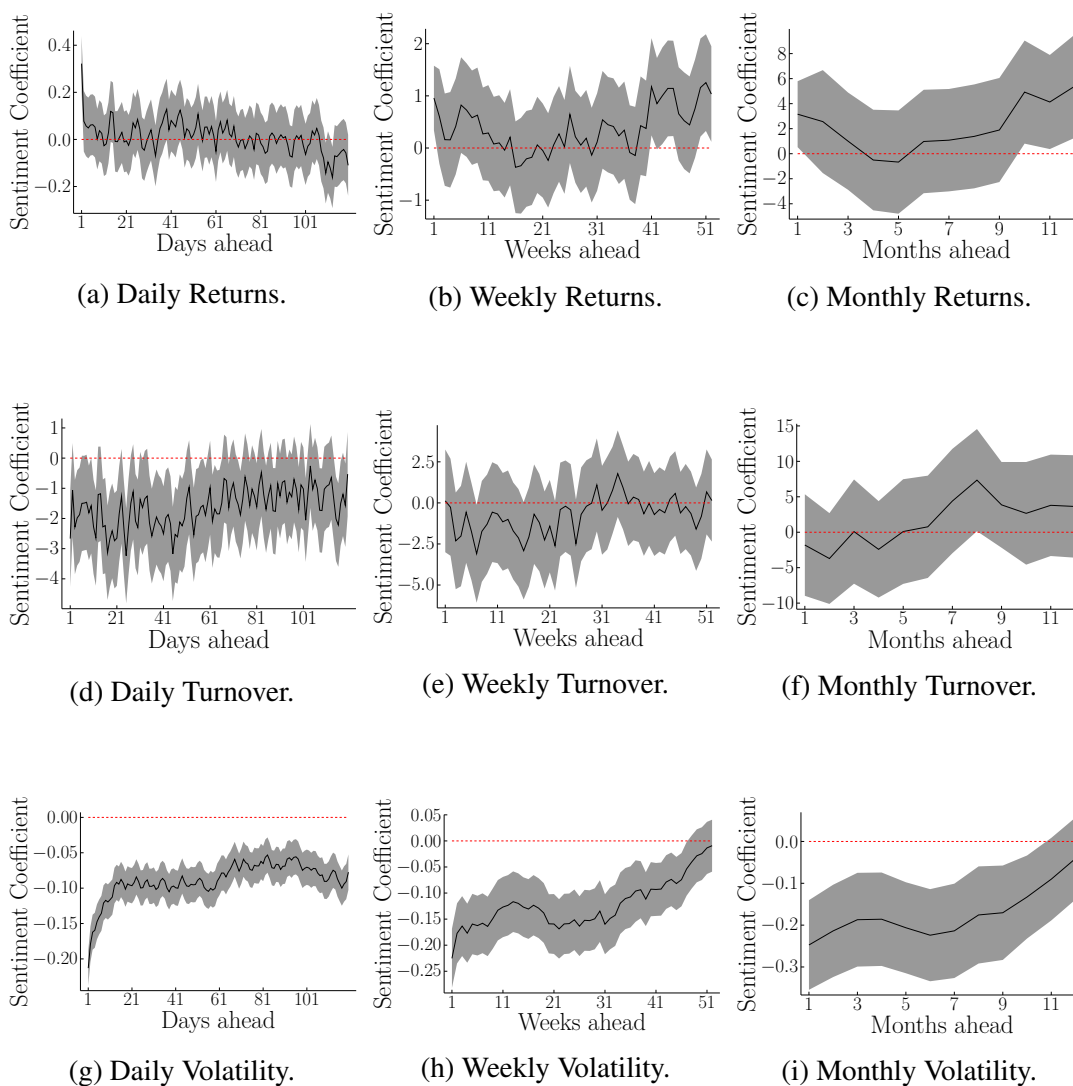 Sentiment Coefficient
0.4
0.2
0.0
−0.2
1 21 41 61 81 101
Days ahead
(a) Daily Returns.
Sentiment Coefficient
2
1
0
−1
1 11 21 31 41 51
Weeks ahead
(b) Weekly Returns.
Sentiment Coefficient
8
6
4
2
0
−2
−4
1 3 5 7 9 11
Months ahead
(c) Monthly Returns.
Sentiment Coefficient
1
0
−1
−2
−3
−4
1 21 41 61 81 101
Days ahead
(d) Daily Turnover.
Sentiment Coefficient
2.5
0.0
−2.5
−5.0
1 11 21 31 41 51
Weeks ahead
(e) Weekly Turnover.
Sentiment Coefficient
15
10
5
0
−5
−10
1 3 5 7 9 11
Months ahead
(f) Monthly Turnover.
Sentiment Coefficient
0.00
−0.05
−0.10
−0.15
−0.20
1 21 41 61 81 101
Days ahead
(g) Daily Volatility.
Sentiment Coefficient
0.05
0.00
−0.05
−0.10
−0.15
−0.20
−0.25
1 11 21 31 41 51
Weeks ahead
(h) Weekly Volatility.
Sentiment Coefficient
0.0
−0.1
−0.2
−0.3
1 3 5 7 9 11
Months ahead
(i) Monthly Volatility.